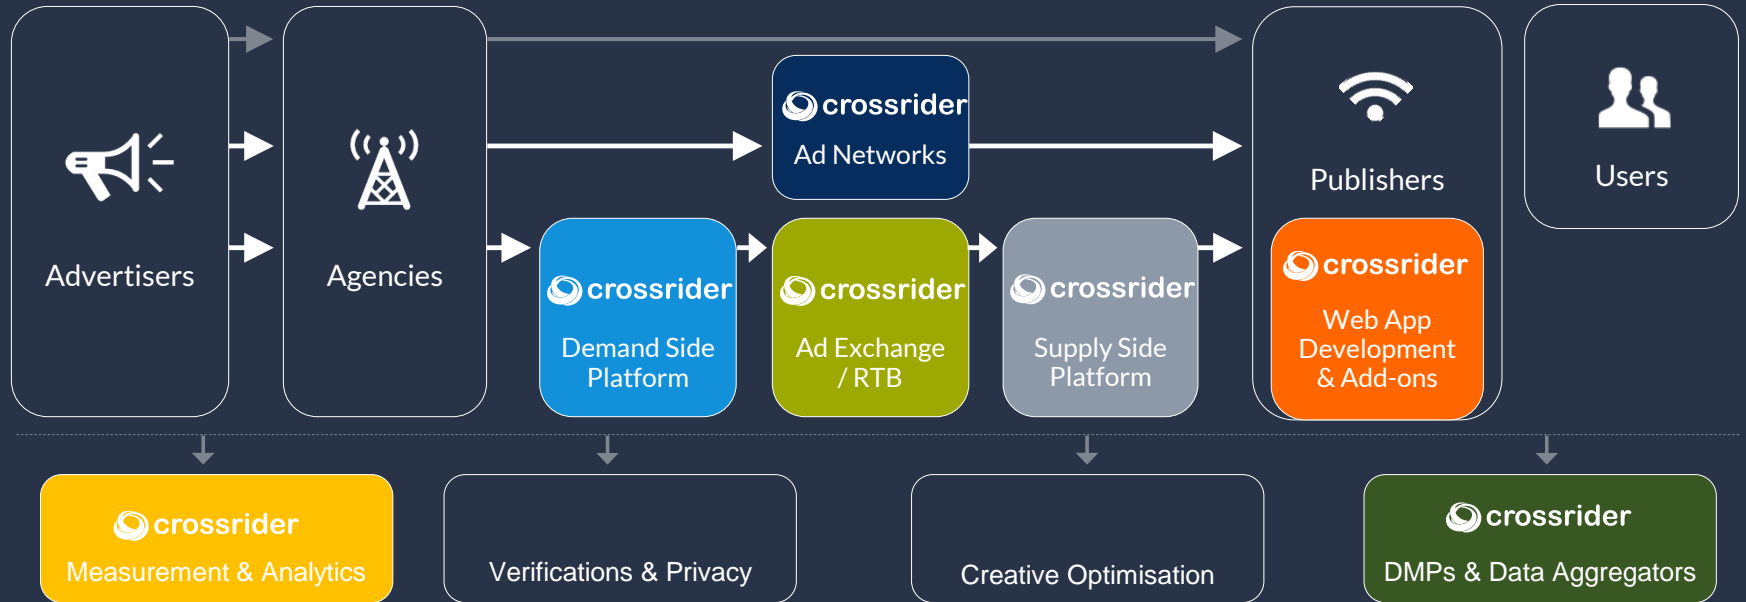 Advertisers
Agencies
crossrider
Ad Networks
Publishers
Users
crossrider
Demand Side
Platform
crossrider
Ad Exchange
/ RTB
crossrider
Supply Side
Platform
crossrider
Web App
Development
& Add-ons
crossrider
Measurement & Analytics
Verifications & Privacy
Creative Optimisation
crossrider
DMPs & Data Aggregators